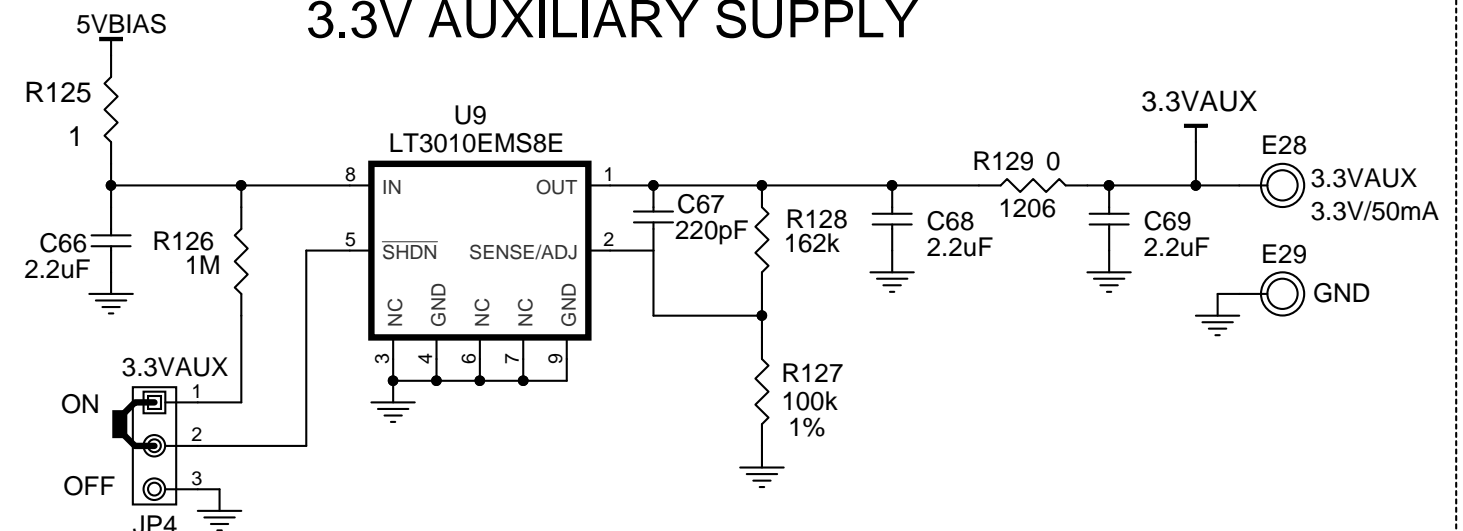 3.3V AUXILIARY SUPPLY
5VBIAS
R125
1
U9
LT3010EMS8E
8
IN
OUT
1
5
SHDN
SENSE/ADJ
2
NC
GND
NC
NC
GND
3
4
6
7
9
C66
2.2uF
R126
1M
C67
220pF
R128
162k
C68
2.2uF
R129 0
1206
C69
2.2uF
3.3VAUX
E28
3.3VAUX
3.3V/50mA
E29
GND
R127
100k
1%
3.3VAUX
ON
1
2
OFF
3
JP4